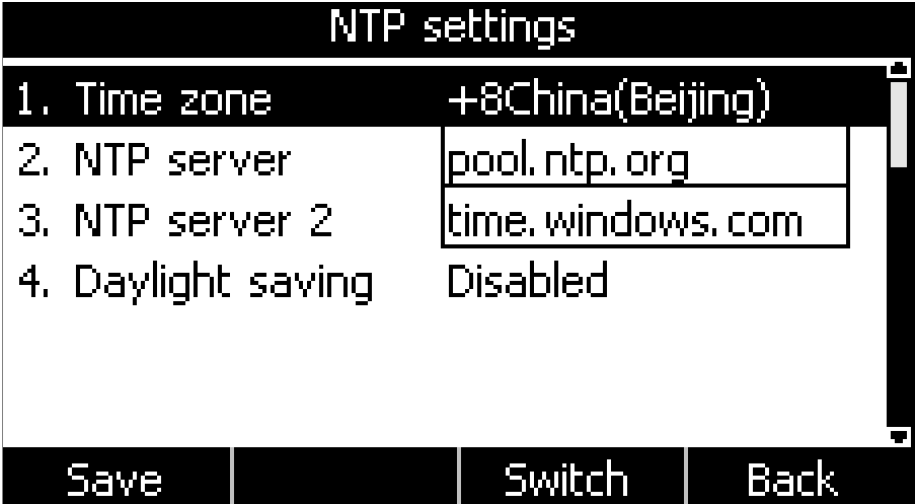 NTP settings
1. Time zone +8China(Beijing)
2. NTP server pool.ntp.org
3. NTP server 2 time.windows.com
4. Daylight saving Disabled
Save Switch Back